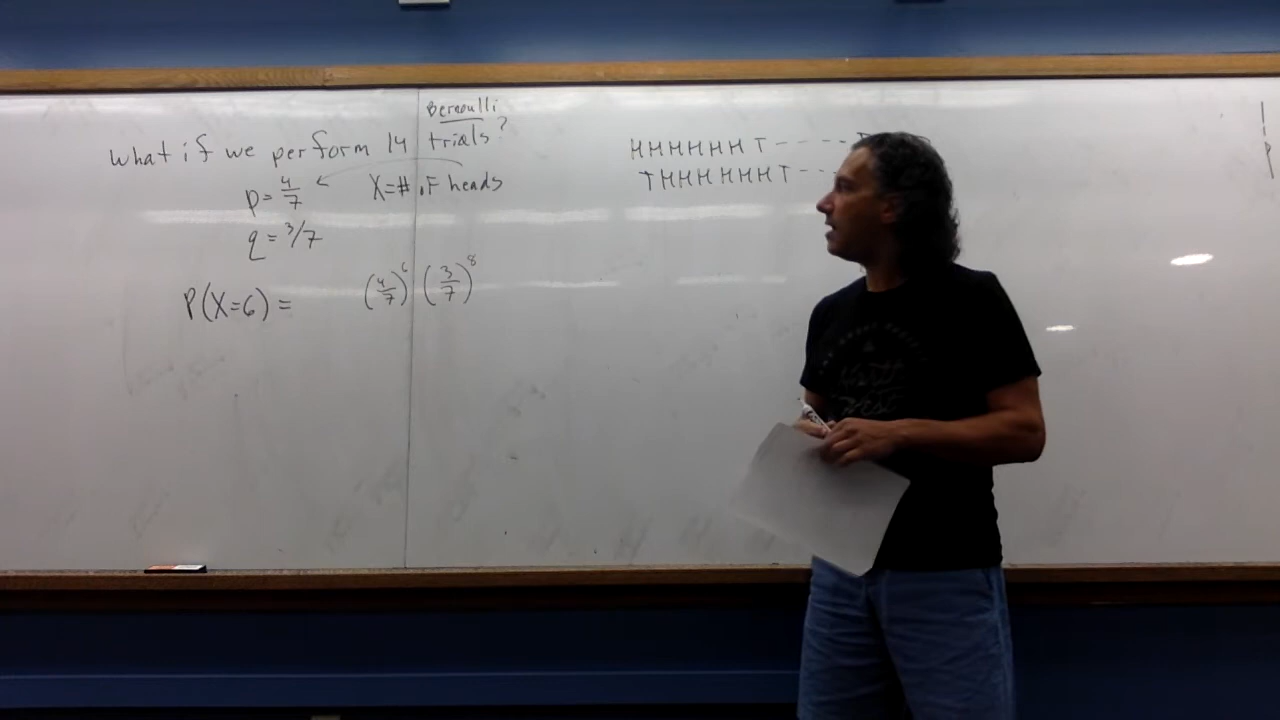 What if we perform 14 Bernoulli trials?
p = 4/7
X = # of heads
q = 3/7
P(X=6) = (4/7)^6 (3/7)^8
HHHHHHT----T
THHHHHHT---